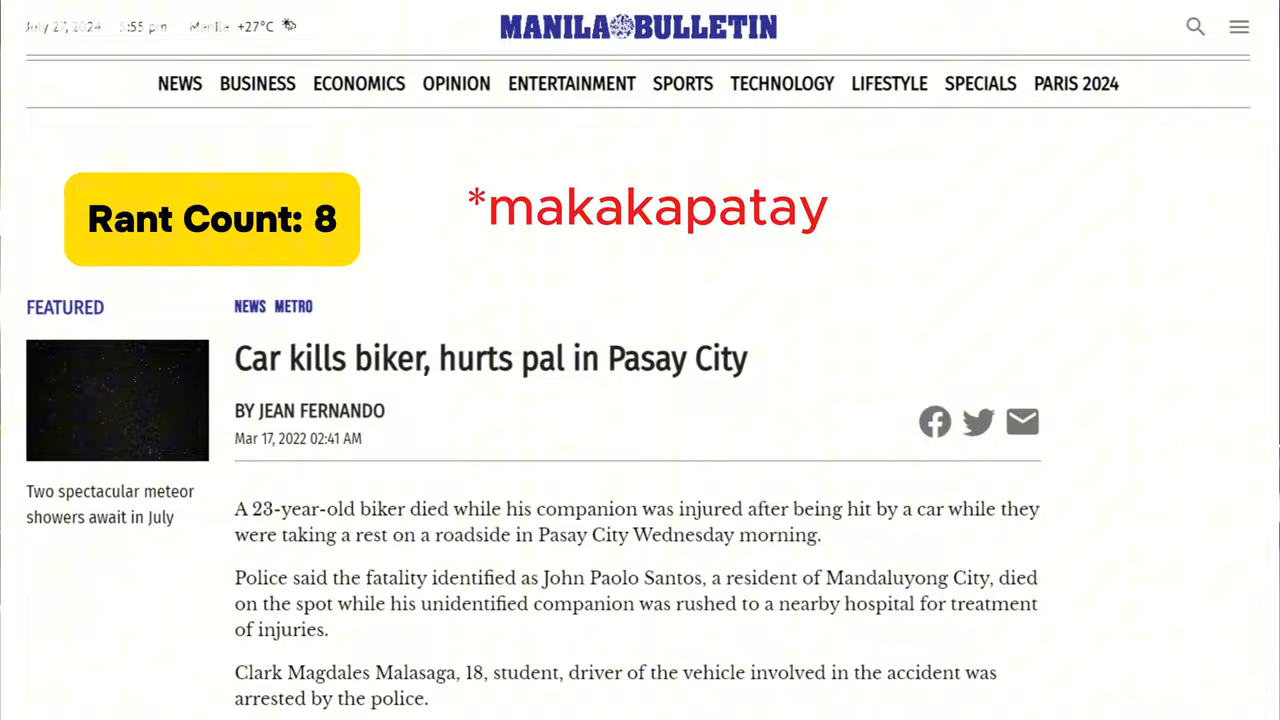 July 27, 2024 5:55 pm Manila +27°C
MANILA BULLETIN
NEWS BUSINESS ECONOMICS OPINION ENTERTAINMENT SPORTS TECHNOLOGY LIFESTYLE SPECIALS PARIS 2024
Rant Count: 8
*makakapatay
FEATURED
Two spectacular meteor
showers await in July
NEWS METRO
Car kills biker, hurts pal in Pasay City
BY JEAN FERNANDO
Mar 17, 2022 02:41 AM
A 23-year-old biker died while his companion was injured after being hit by a car while they
were taking a rest on a roadside in Pasay City Wednesday morning.
Police said the fatality identified as John Paolo Santos, a resident of Mandaluyong City, died
on the spot while his unidentified companion was rushed to a nearby hospital for treatment
of injuries.
Clark Magdales Malasaga, 18, student, driver of the vehicle involved in the accident was
arrested by the police.